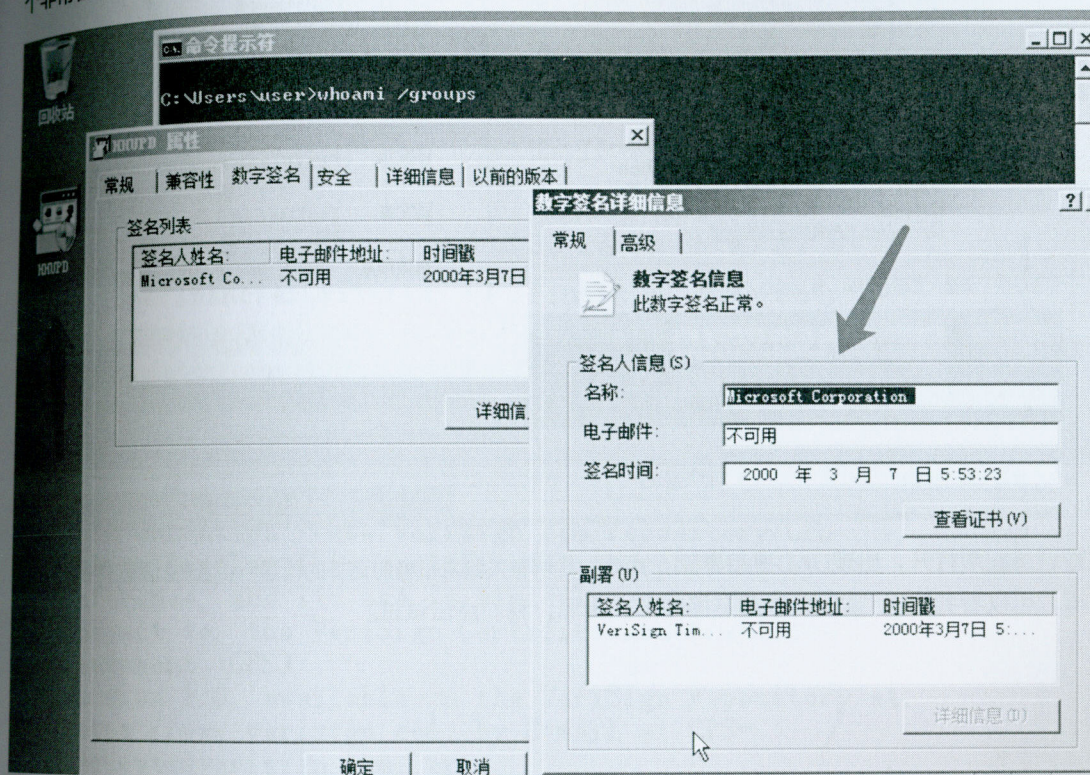 命令提示符
回收站
C:\Users\user>whoami /groups
HHUPD 属性
常规 兼容性 数字签名 安全 详细信息 以前的版本
HHUPD
签名列表
签名人姓名: 电子邮件地址: 时间戳
Microsoft Co... 不可用 2000年3月7日
详细信
确定 取消
数字签名详细信息
常规 高级
数字签名信息
此数字签名正常。
签名人信息(S)
名称: Microsoft Corporation
电子邮件: 不可用
签名时间: 2000 年 3 月 7 日 5:53:23
查看证书(V)
副署(U)
签名人姓名: 电子邮件地址: 时间戳
VeriSign Tim... 不可用 2000年3月7日 5:...
详细信息(D)